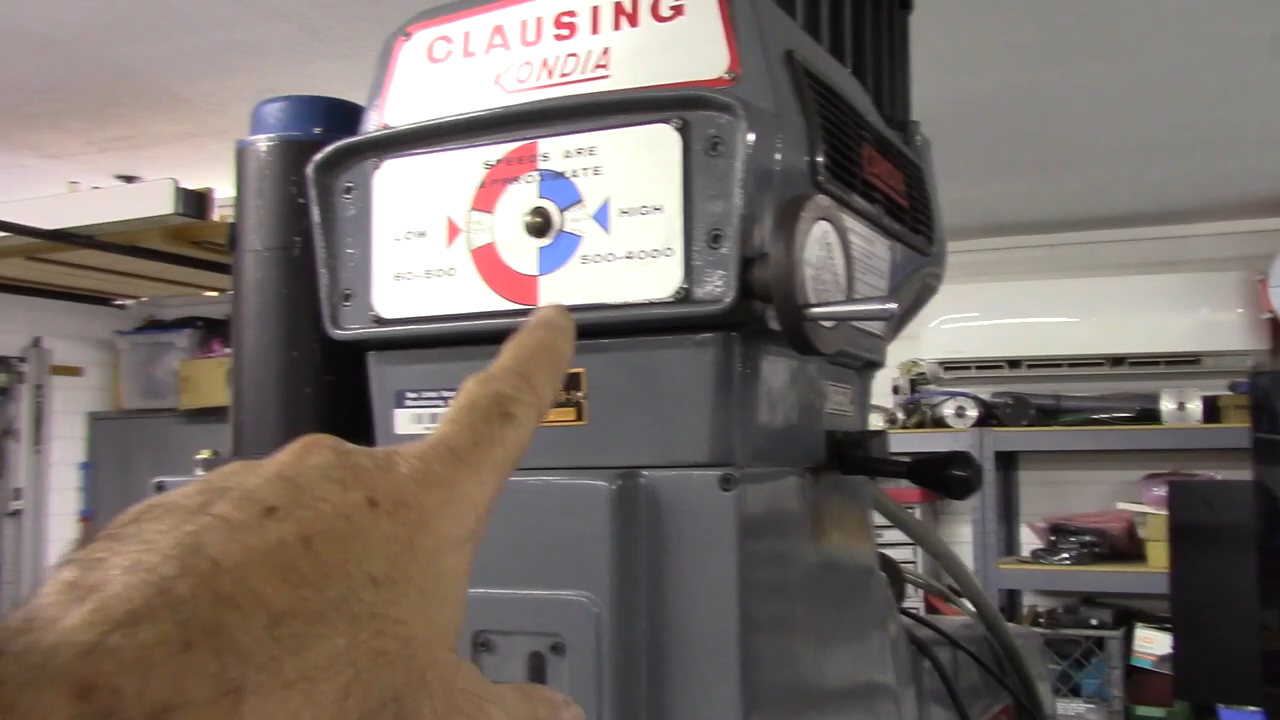 CLAUSING
KONDIA
SPEEDS ARE
APPROXIMATE
LOW
HIGH
60-500
500-4000